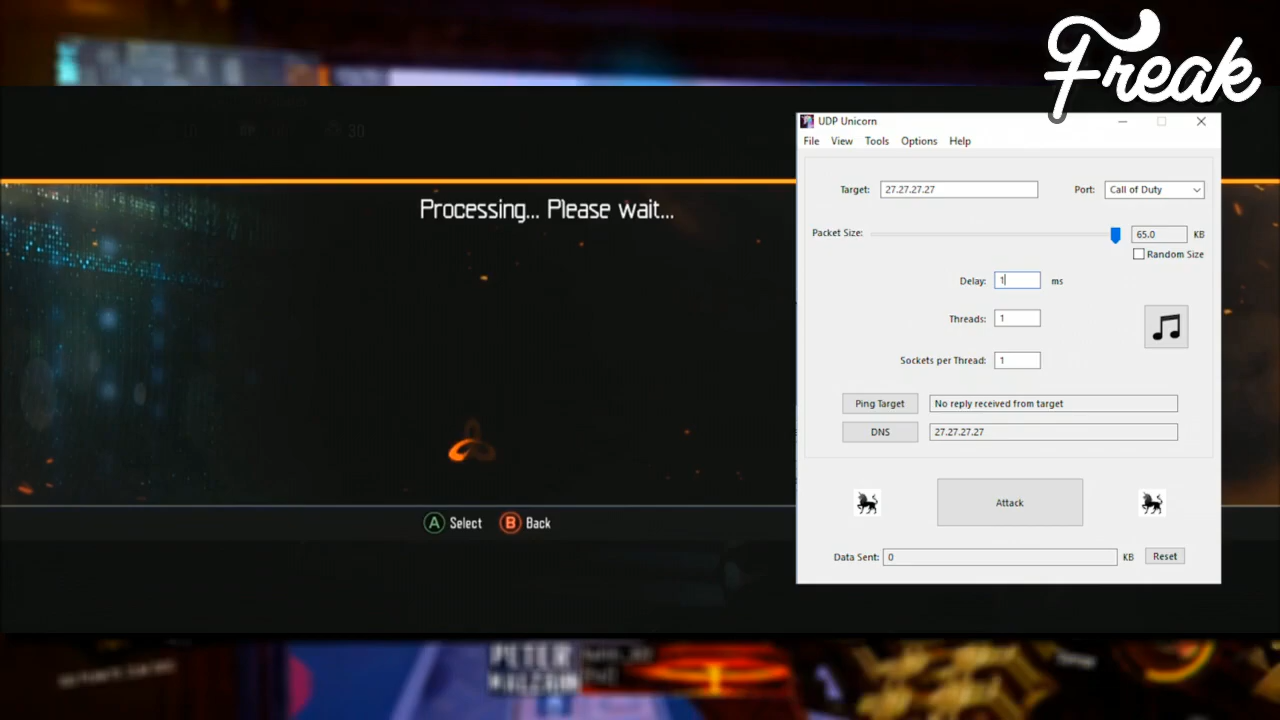 Freak
UDP Unicorn
File View Tools Options Help
30
Target: 27.27.27.27 Port: Call of Duty
Processing... Please wait...
Packet Size: 65.0 KB
Random Size
Delay: 1 ms
Threads: 1
Sockets per Thread: 1
Ping Target No reply received from target
DNS 27.27.27.27
Attack
A Select B Back
Data Sent: 0 KB Reset
PETER